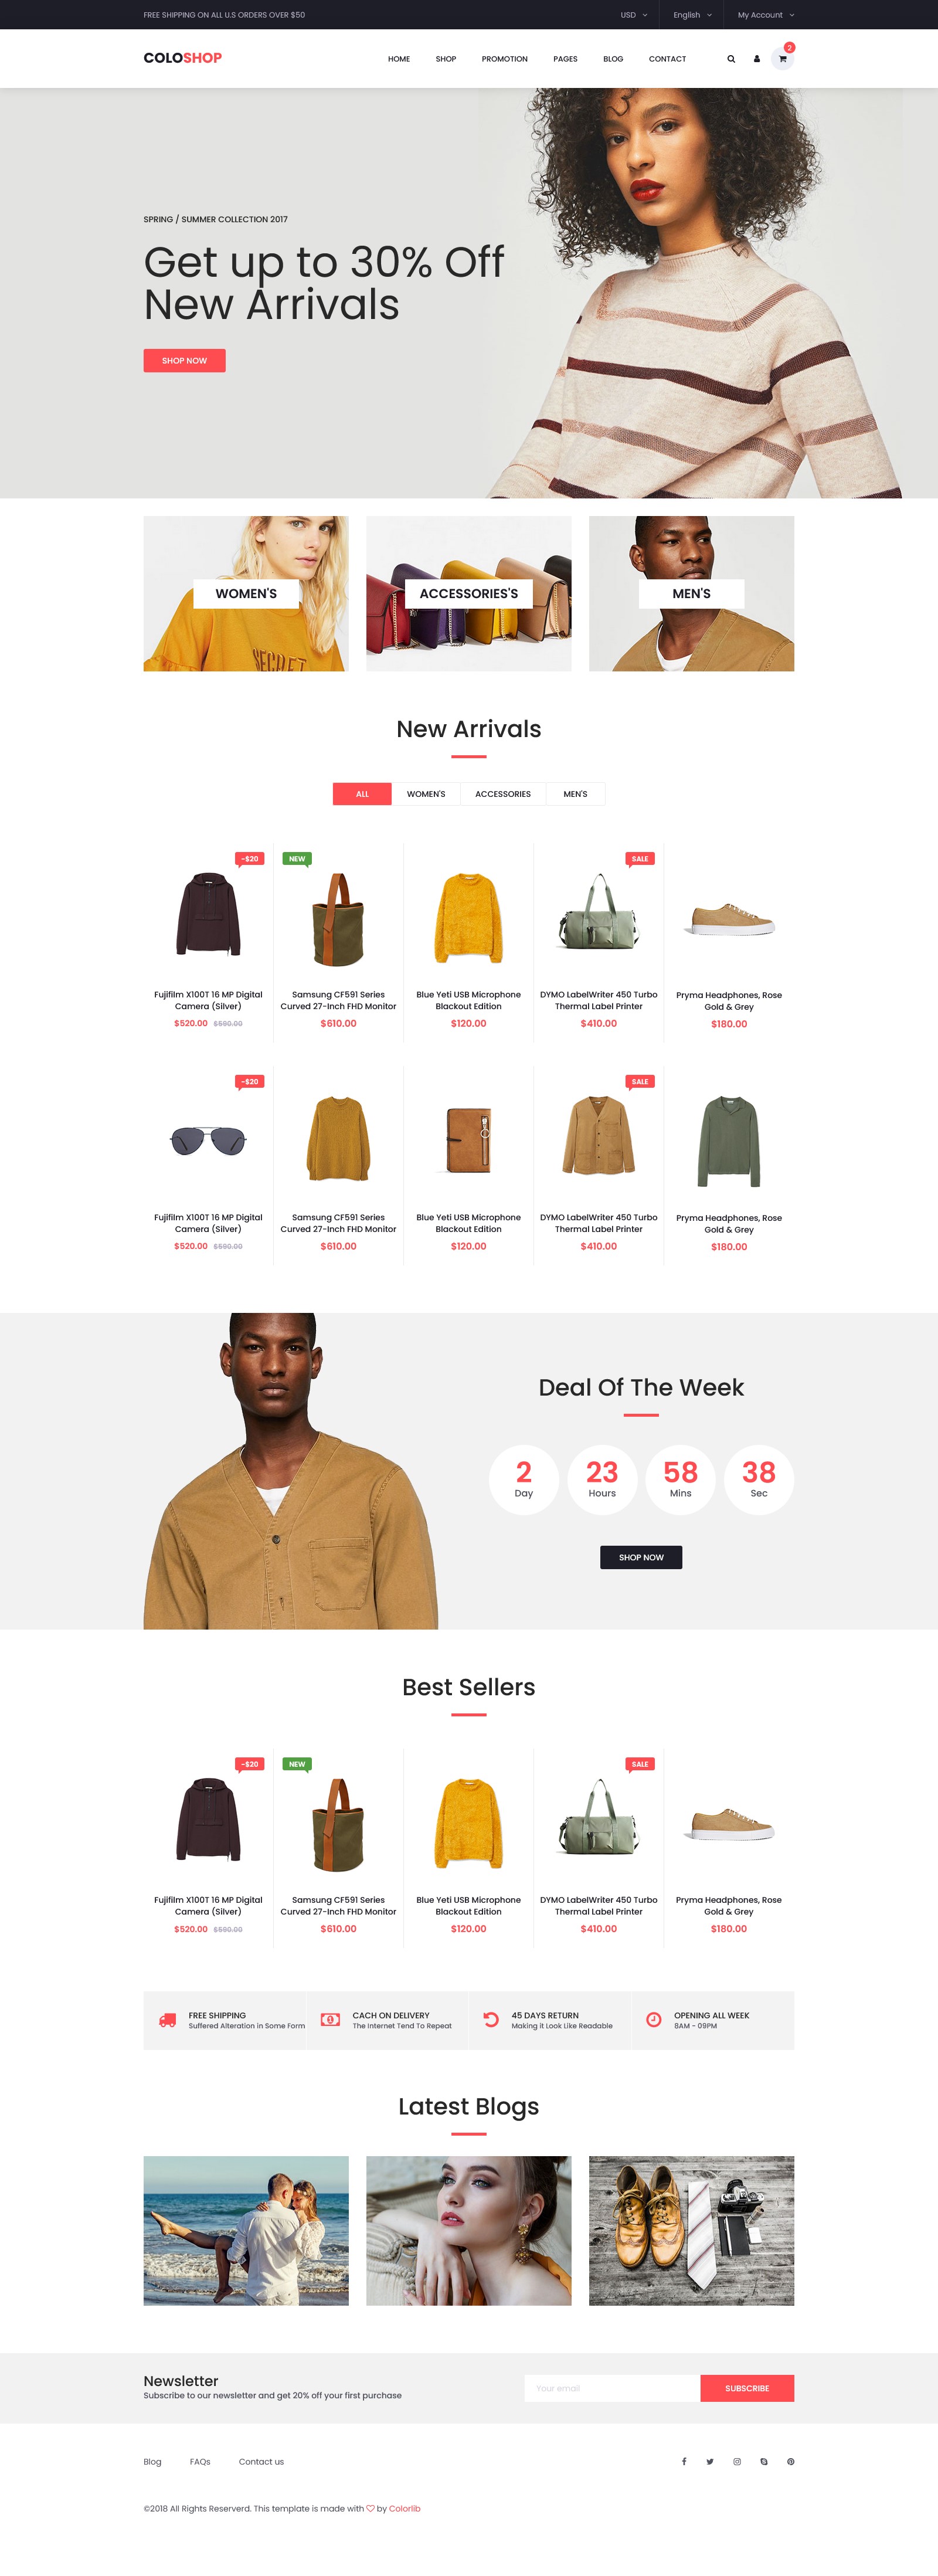 FREE SHIPPING ON ALL U.S ORDERS OVER $50
USD
English
My Account
COLOSHOP
HOME
SHOP
PROMOTION
PAGES
BLOG
CONTACT
2
SPRING / SUMMER COLLECTION 2017
Get up to 30% Off
New Arrivals
SHOP NOW
WOMEN'S
ACCESSORIES'S
MEN'S
SECRET
New Arrivals
ALL
WOMEN'S
ACCESSORIES
MEN'S
-$20
NEW
SALE
Fujifilm X100T 16 MP Digital
Camera (Silver)
$520.00 $590.00
Samsung CF591 Series
Curved 27-Inch FHD Monitor
$610.00
Blue Yeti USB Microphone
Blackout Edition
$120.00
DYMO LabelWriter 450 Turbo
Thermal Label Printer
$410.00
Pryma Headphones, Rose
Gold & Grey
$180.00
-$20
SALE
Fujifilm X100T 16 MP Digital
Camera (Silver)
$520.00 $590.00
Samsung CF591 Series
Curved 27-Inch FHD Monitor
$610.00
Blue Yeti USB Microphone
Blackout Edition
$120.00
DYMO LabelWriter 450 Turbo
Thermal Label Printer
$410.00
Pryma Headphones, Rose
Gold & Grey
$180.00
Deal Of The Week
2
Day
23
Hours
58
Mins
38
Sec
SHOP NOW
Best Sellers
-$20
NEW
SALE
Fujifilm X100T 16 MP Digital
Camera (Silver)
$520.00 $590.00
Samsung CF591 Series
Curved 27-Inch FHD Monitor
$610.00
Blue Yeti USB Microphone
Blackout Edition
$120.00
DYMO LabelWriter 450 Turbo
Thermal Label Printer
$410.00
Pryma Headphones, Rose
Gold & Grey
$180.00
FREE SHIPPING
Suffered Alteration in Some Form
CACH ON DELIVERY
The Internet Tend To Repeat
45 DAYS RETURN
Making it Look Like Readable
OPENING ALL WEEK
8AM - 09PM
Latest Blogs
Newsletter
Subscribe to our newsletter and get 20% off your first purchase
Your email
SUBSCRIBE
Blog
FAQs
Contact us
©2018 All Rights Reserverd. This template is made with by Colorlib